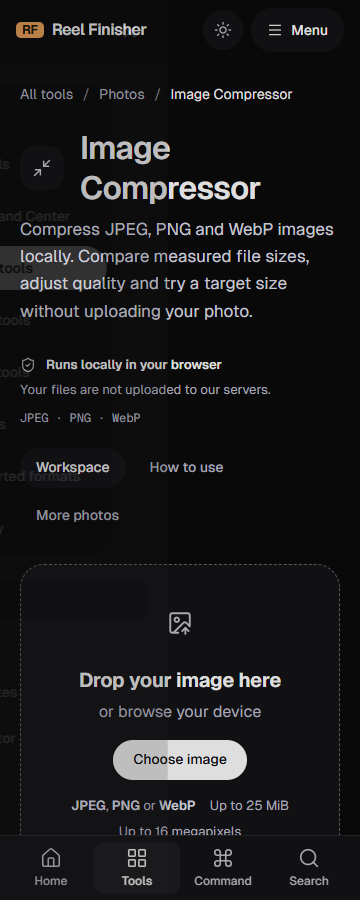 RF Reel Finisher
Menu
All tools / Photos / Image Compressor
Image
Compressor
Compress JPEG, PNG and WebP images
locally. Compare measured file sizes,
adjust quality and try a target size
without uploading your photo.
Runs locally in your browser
Your files are not uploaded to our servers.
JPEG · PNG · WebP
Workspace
How to use
More photos
Drop your image here
or browse your device
Choose image
JPEG, PNG or WebP Up to 25 MiB
Up to 16 megapixels
Home
Tools
Command
Search